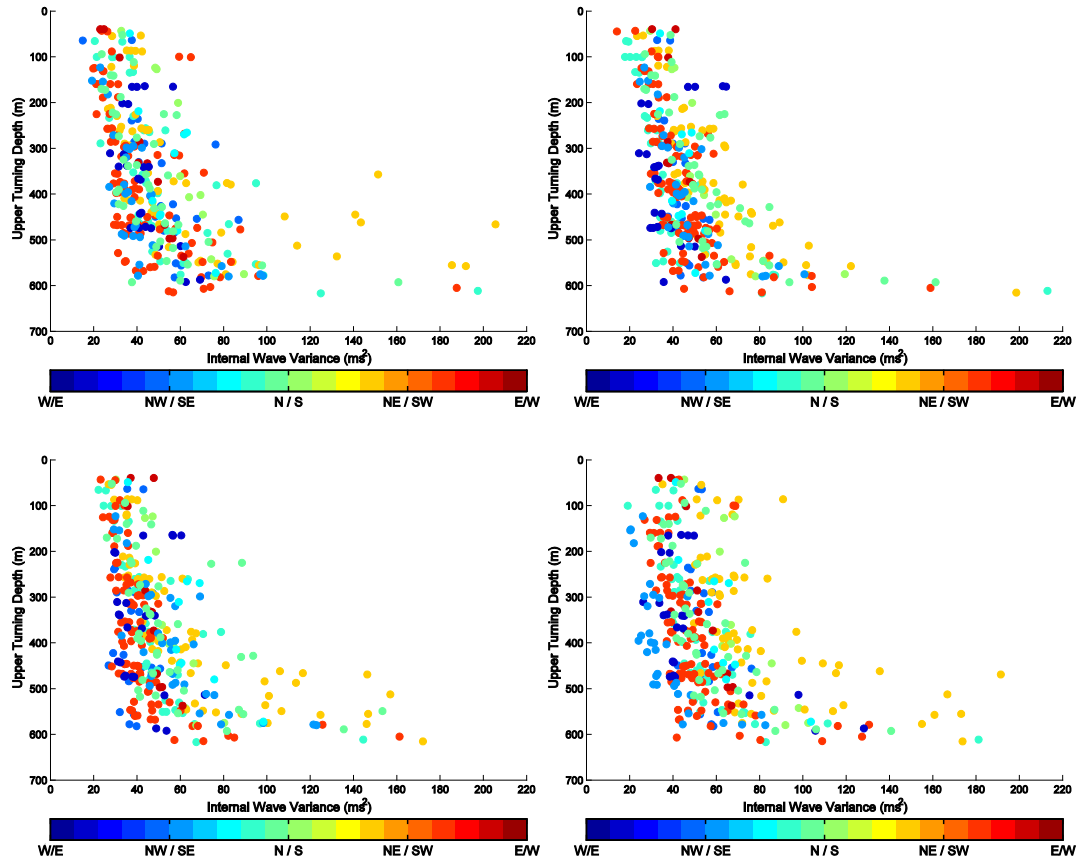 0
100
200
300
400
500
600
700
Upper Turning Depth (m)
0 20 40 60 80 100 120 140 160 180 200 220
Internal Wave Variance (ms²)
W/E NW / SE N / S NE / SW E/W
0
100
200
300
400
500
600
700
Upper Turning Depth (m)
0 20 40 60 80 100 120 140 160 180 200 220
Internal Wave Variance (ms²)
W/E NW / SE N / S NE / SW E/W
0
100
200
300
400
500
600
700
Upper Turning Depth (m)
0 20 40 60 80 100 120 140 160 180 200 220
Internal Wave Variance (ms²)
W/E NW / SE N / S NE / SW E/W
0
100
200
300
400
500
600
700
Upper Turning Depth (m)
0 20 40 60 80 100 120 140 160 180 200 220
Internal Wave Variance (ms²)
W/E NW / SE N / S NE / SW E/W